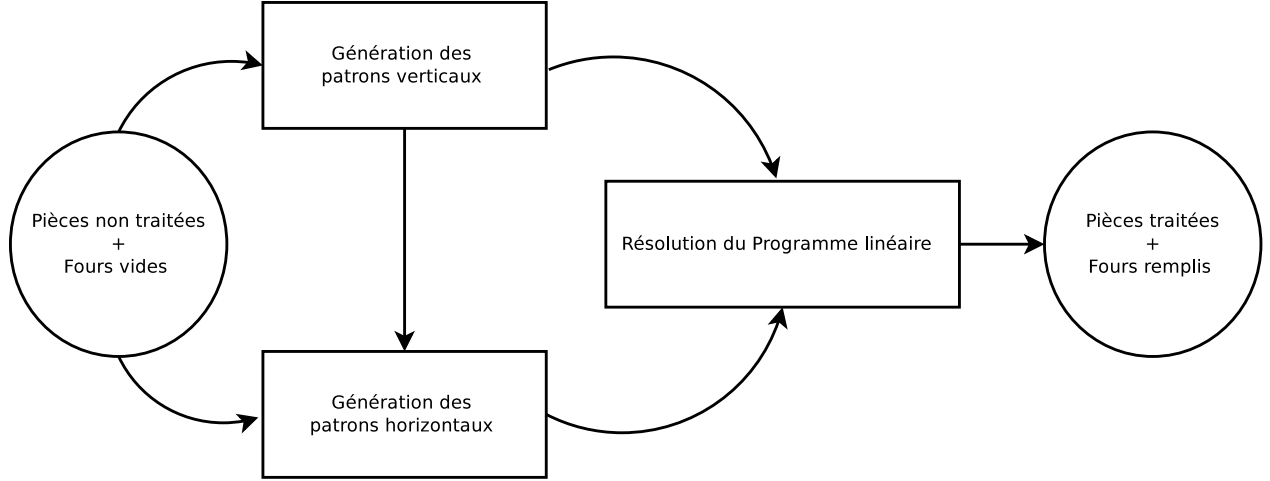 Génération des
patrons verticaux
Pièces non traitées
+
Fours vides
Résolution du Programme linéaire
Pièces traitées
+
Fours remplis
Génération des
patrons horizontaux